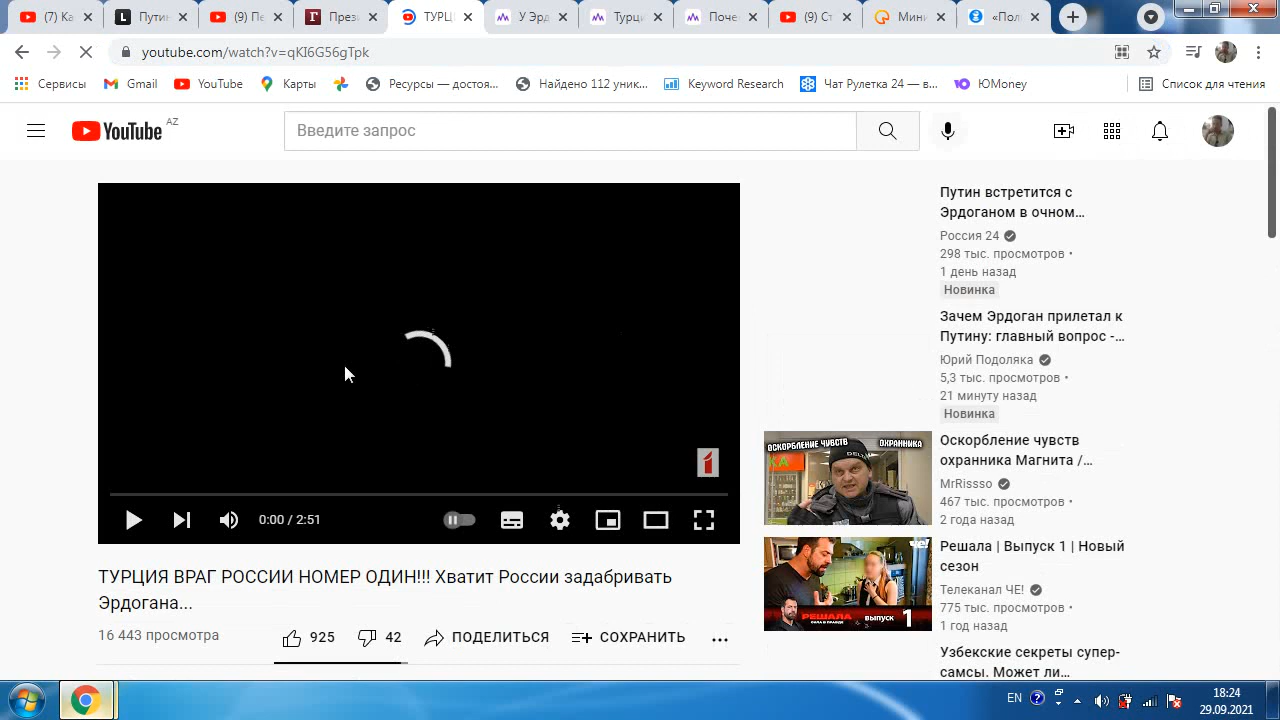 (7) Ка
Путин
(9) Пе
През
ТУРЦ
У Эрд
Турци
Поче
(9) Ст
Мини
«Пол
youtube.com/watch?v=qKI6G56gTpk
Сервисы
Gmail
YouTube
Карты
Ресурсы — достоя...
Найдено 112 уник...
Keyword Research
Чат Рулетка 24 — в...
ЮMoney
Список для чтения
YouTube AZ
Введите запрос
0:00 / 2:51
ТУРЦИЯ ВРАГ РОССИИ НОМЕР ОДИН!!! Хватит России задабривать
Эрдогана...
16 443 просмотра
925
42
ПОДЕЛИТЬСЯ
СОХРАНИТЬ
Путин встретится с
Эрдоганом в очном...
Россия 24
298 тыс. просмотров •
1 день назад
Новинка
Зачем Эрдоган прилетал к
Путину: главный вопрос -...
Юрий Подоляка
5,3 тыс. просмотров •
21 минуту назад
Новинка
ОСКОРБЛЕНИЕ ЧУВСТВ ОХРАННИКА
Оскорбление чувств
охранника Магнита /...
MrRissso
467 тыс. просмотров •
2 года назад
РЕШАЛА
ВЫПУСК 1
Решала | Выпуск 1 | Новый
сезон
Телеканал ЧЕ!
775 тыс. просмотров •
1 год назад
Узбекские секреты супер-
самсы. Может ли...
EN
18:24
29.09.2021